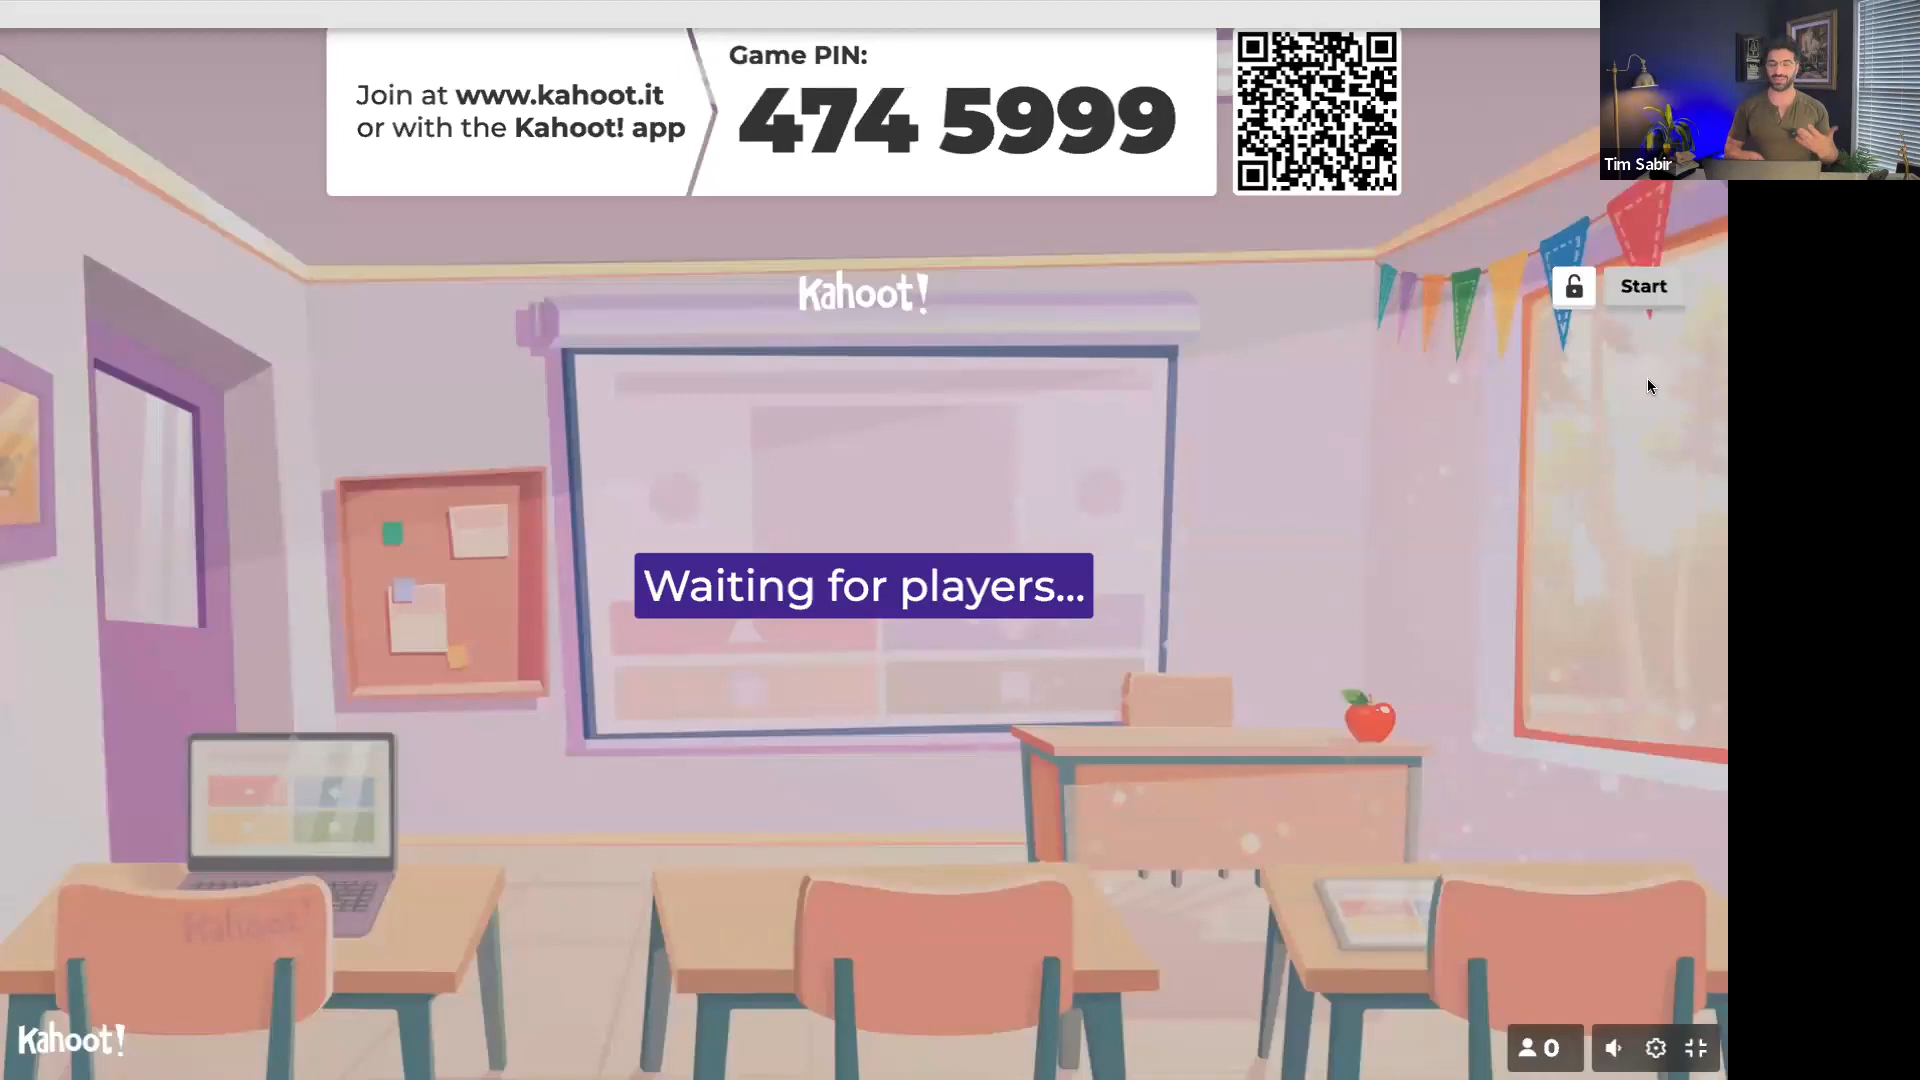 Join at www.kahoot.it
or with the Kahoot! app
Game PIN:
474 5999
Tim Sabir
Kahoot!
Start
Waiting for players...
Kahoot!
Kahoot!
0